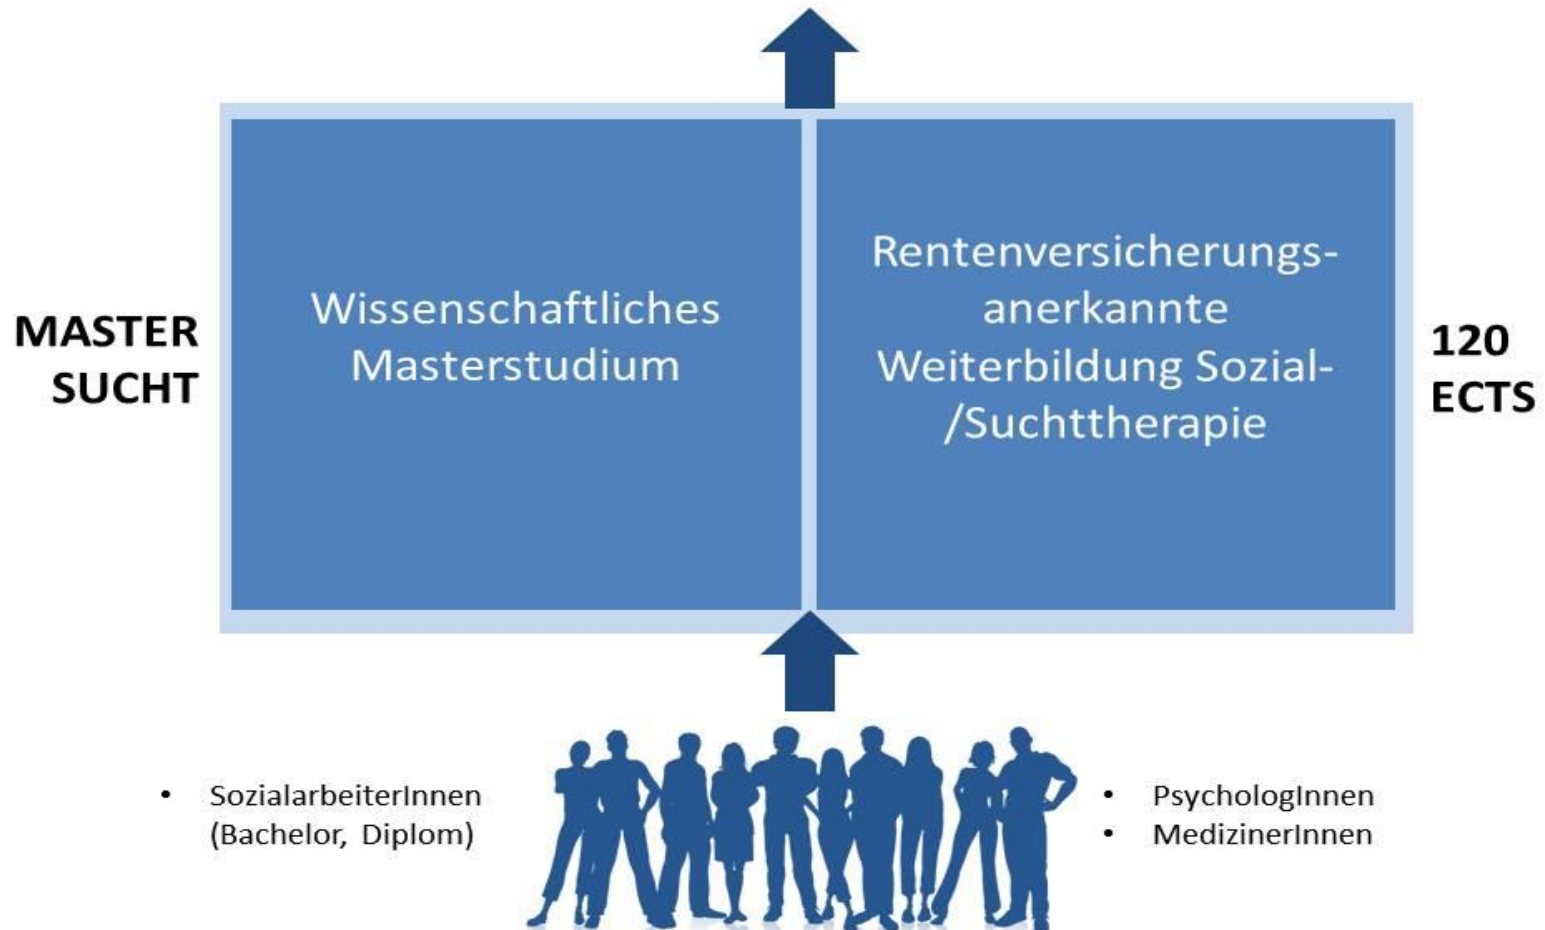 MASTER
SUCHT
Wissenschaftliches
Masterstudium
Rentenversicherungs-
anerkannte
Weiterbildung Sozial-
/Suchttherapie
120
ECTS
• SozialarbeiterInnen
(Bachelor, Diplom)
• PsychologInnen
• MedizinerInnen